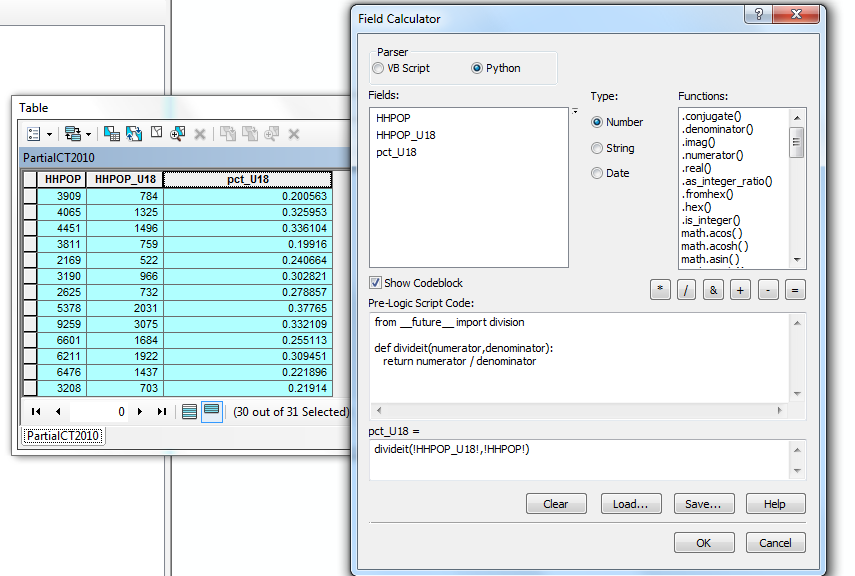 Table
PartialCT2010
HHPOP HHPOP_U18 pct_U18
3909 784 0.200563
4065 1325 0.325953
4451 1496 0.336104
3811 759 0.19916
2169 522 0.240664
3190 966 0.302821
2625 732 0.278857
5378 2031 0.37765
9259 3075 0.332109
6601 1684 0.255113
6211 1922 0.309451
6476 1437 0.221896
3208 703 0.21914
0
(30 out of 31 Selected)
PartialCT2010
Field Calculator
Parser
VB Script Python
Fields:
HHPOP
HHPOP_U18
pct_U18
Type:
Number
String
Date
Functions:
.conjugate()
.denominator()
.imag()
.numerator()
.real()
.as_integer_ratio()
.fromhex()
.hex()
.is_integer()
math.acos( )
math.acosh( )
math.asin( )
Show Codeblock
* / & + - =
Pre-Logic Script Code:
from __future__ import division
def divideit(numerator,denominator):
return numerator / denominator
pct_U18 =
divideit(!HHPOP_U18!,!HHPOP!)
Clear Load... Save... Help
OK Cancel